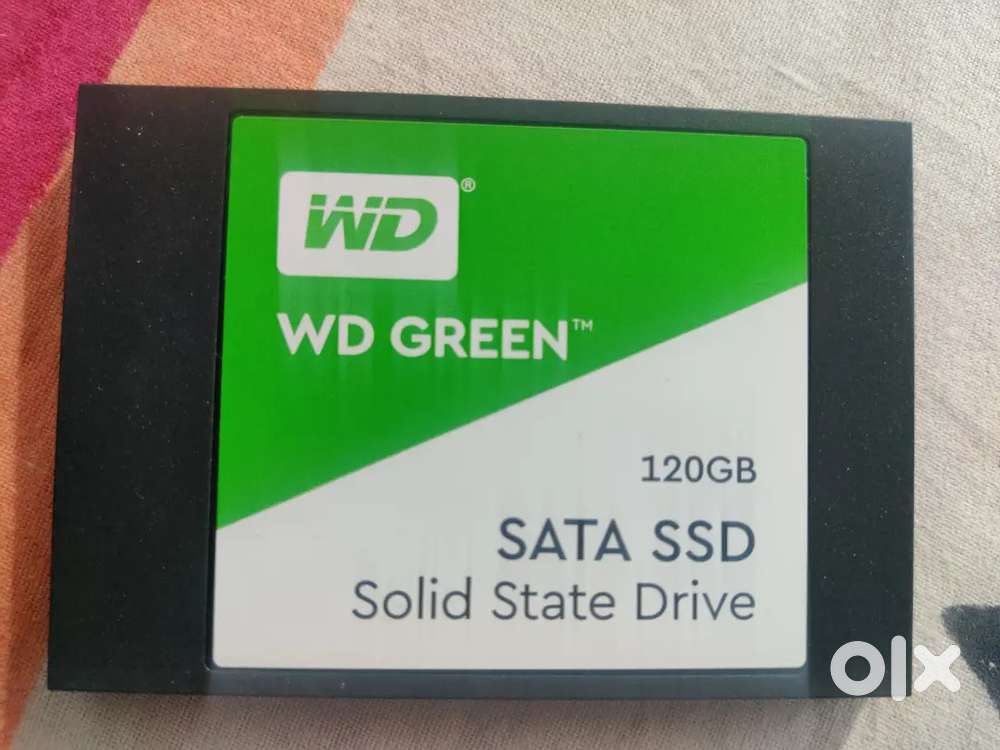 WD®
WD GREEN™
120GB
SATA SSD
Solid State Drive
olx